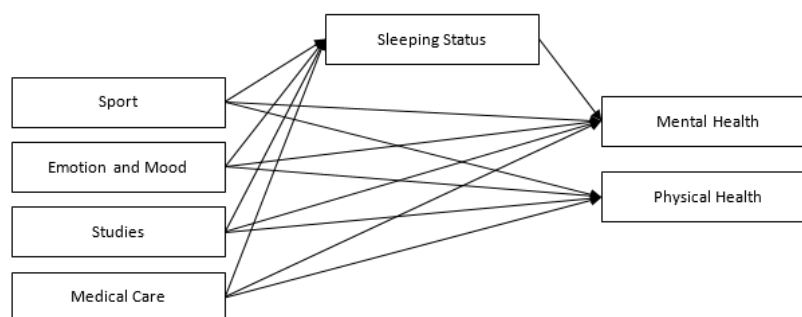 Sleeping Status
Sport
Mental Health
Emotion and Mood
Physical Health
Studies
Medical Care